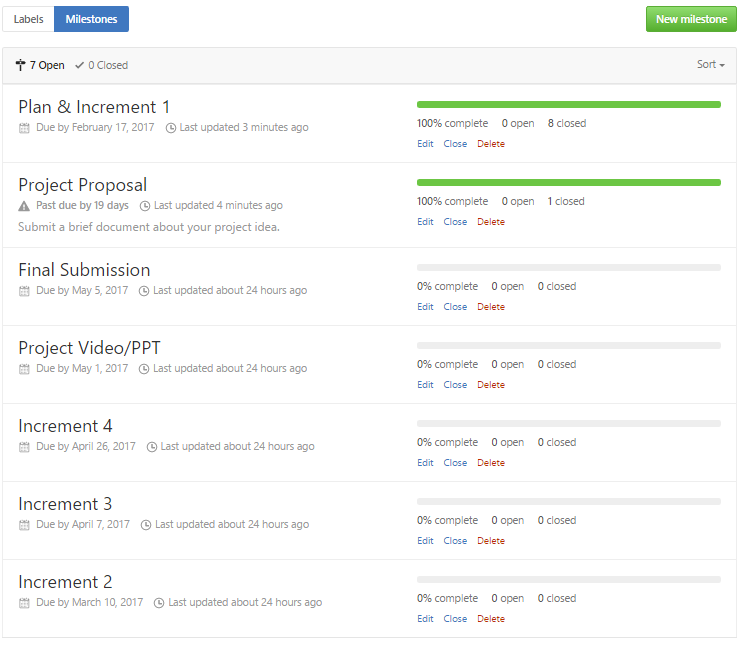 Labels Milestones New milestone
7 Open 0 Closed Sort
Plan & Increment 1
Due by February 17, 2017 Last updated 3 minutes ago
100% complete 0 open 8 closed
Edit Close Delete
Project Proposal
Past due by 19 days Last updated 4 minutes ago
Submit a brief document about your project idea.
100% complete 0 open 1 closed
Edit Close Delete
Final Submission
Due by May 5, 2017 Last updated about 24 hours ago
0% complete 0 open 0 closed
Edit Close Delete
Project Video/PPT
Due by May 1, 2017 Last updated about 24 hours ago
0% complete 0 open 0 closed
Edit Close Delete
Increment 4
Due by April 26, 2017 Last updated about 24 hours ago
0% complete 0 open 0 closed
Edit Close Delete
Increment 3
Due by April 7, 2017 Last updated about 24 hours ago
0% complete 0 open 0 closed
Edit Close Delete
Increment 2
Due by March 10, 2017 Last updated about 24 hours ago
0% complete 0 open 0 closed
Edit Close Delete